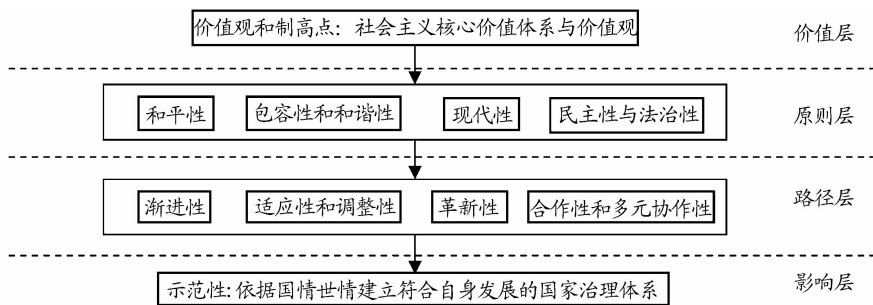 价值观和制高点：社会主义核心价值体系与价值观
价值层
和平性
包容性和和谐性
现代性
民主性与法治性
原则层
渐进性
适应性和调整性
革新性
合作性和多元协作性
路径层
示范性:依据国情世情建立符合自身发展的国家治理体系
影响层